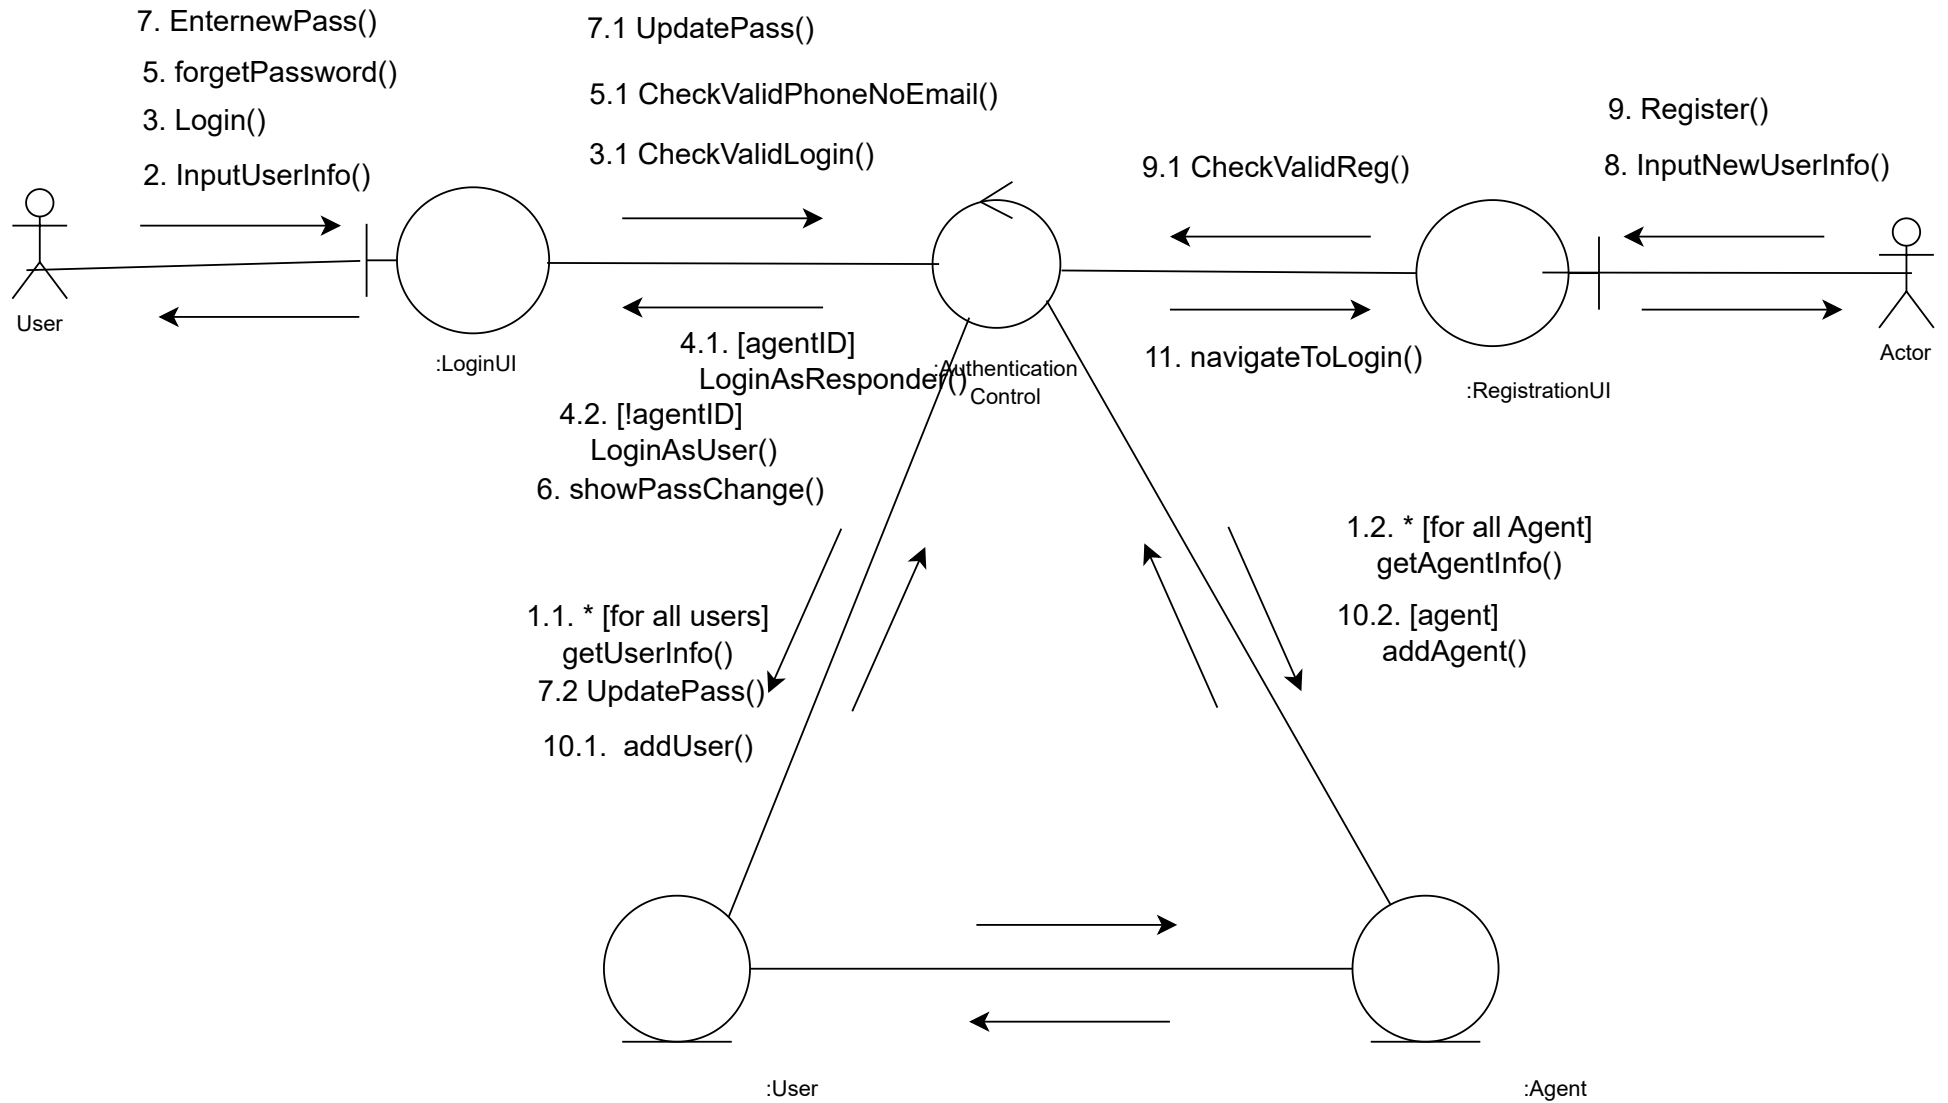 7. EnternewPass()
5. forgetPassword()
3. Login()
2. InputUserInfo()
User
7.1 UpdatePass()
5.1 CheckValidPhoneNoEmail()
3.1 CheckValidLogin()
:LoginUI
4.1. [agentID]
LoginAsResponder()
4.2. [!agentID]
LoginAsUser()
6. showPassChange()
:Authentication
Control
9.1 CheckValidReg()
11. navigateToLogin()
9. Register()
8. InputNewUserInfo()
:RegistrationUI
Actor
1.1. * [for all users]
getUserInfo()
7.2 UpdatePass()
10.1.  addUser()
1.2. * [for all Agent]
getAgentInfo()
10.2. [agent]
addAgent()
:User
:Agent